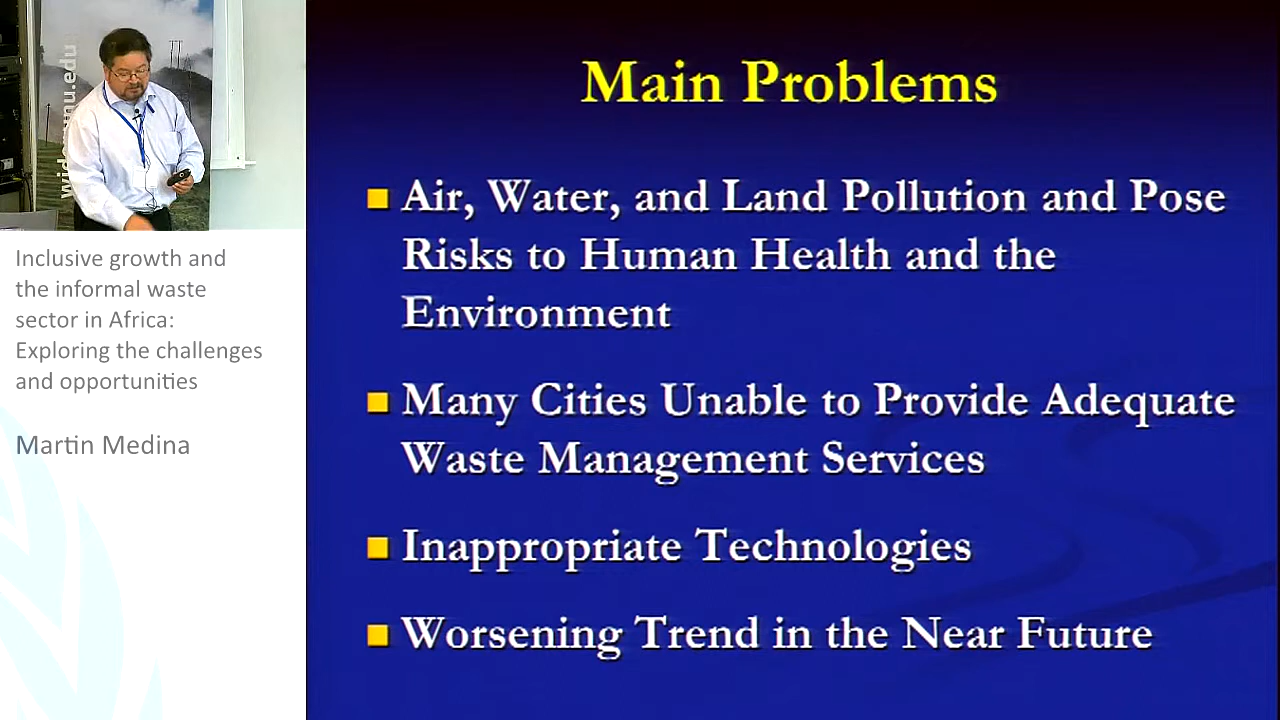 Main Problems
Air, Water, and Land Pollution and Pose
Risks to Human Health and the
Environment
Many Cities Unable to Provide Adequate
Waste Management Services
Inappropriate Technologies
Worsening Trend in the Near Future
Inclusive growth and
the informal waste
sector in Africa:
Exploring the challenges
and opportunities
Martin Medina